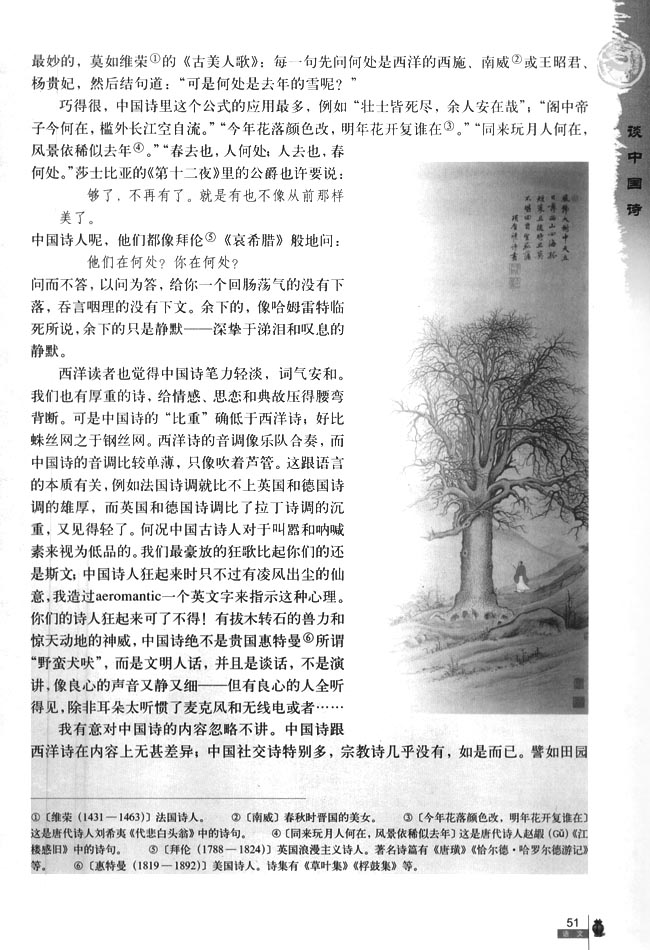 最妙的，莫如维荣①的《古美人歌》：每一句先问何处是西洋的西施、南威②或王昭君、
杨贵妃，然后结句道：“可是何处是去年的雪呢？”
巧得很，中国诗里这个公式的应用最多，例如“壮士皆死尽，余人安在哉”；“阁中帝
子今何在，槛外长江空自流。”“今年花落颜色改，明年花开复谁在③。”“同来玩月人何在，
风景依稀似去年④。”“春去也，人何处；人去也，春
何处。”莎士比亚的《第十二夜》里的公爵也许要说：
够了，不再有了。就是有也不像从前那样
美了。
中国诗人呢，他们都像拜伦⑤《哀希腊》般地问：
他们在何处？你在何处？
问而不答，以问为答，给你一个回肠荡气的没有下
落，吞言咽理的没有下文。余下的，像哈姆雷特临
死所说，余下的只是静默——深挚于涕泪和叹息的
静默。
西洋读者也觉得中国诗笔力轻淡，词气安和。
我们也有厚重的诗，给情感、思恋和典故压得腰弯
背断。可是中国诗的“比重”确低于西洋诗；好比
蛛丝网之于钢丝网。西洋诗的音调像乐队合奏，而
中国诗的音调比较单薄，只像吹着芦管。这跟语言
的本质有关，例如法国诗调就比不上英国和德国诗
调的雄厚，而英国和德国诗调比了拉丁诗调的沉
重，又见得轻了。何况中国古诗人对于叫嚣和呐喊
素来视为低品的。我们最豪放的狂歌比起你们的还
是斯文；中国诗人狂起来时只不过有凌风出尘的仙
意，我造过aeromantic一个英文字来指示这种心理。
你们的诗人狂起来可了不得！有拔木转石的兽力和
惊天动地的神威，中国诗绝不是贵国惠特曼⑥所谓
“野蛮犬吠”，而是文明人话，并且是谈话，不是演
讲，像良心的声音又静又细——但有良心的人全听
得见，除非耳朵太听惯了麦克风和无线电或者……
我有意对中国诗的内容忽略不讲。中国诗跟
西洋诗在内容上无甚差异；中国社交诗特别多，宗教诗几乎没有，如是而已。譬如田园
①〔维荣（1431—1463）〕法国诗人。 ②〔南威〕春秋时晋国的美女。 ③〔今年花落颜色改，明年花开复谁在〕
这是唐代诗人刘希夷《代悲白头翁》中的诗句。 ④〔同来玩月人何在，风景依稀似去年〕这是唐代诗人赵嘏（Gǔ）《江
楼感旧》中的诗句。 ⑤〔拜伦（1788—1824）〕英国浪漫主义诗人。著名诗篇有《唐璜》《恰尔德·哈罗尔德游记》
等。 ⑥〔惠特曼（1819—1892）〕美国诗人。诗集有《草叶集》《桴鼓集》等。
谈中国诗
51
语文